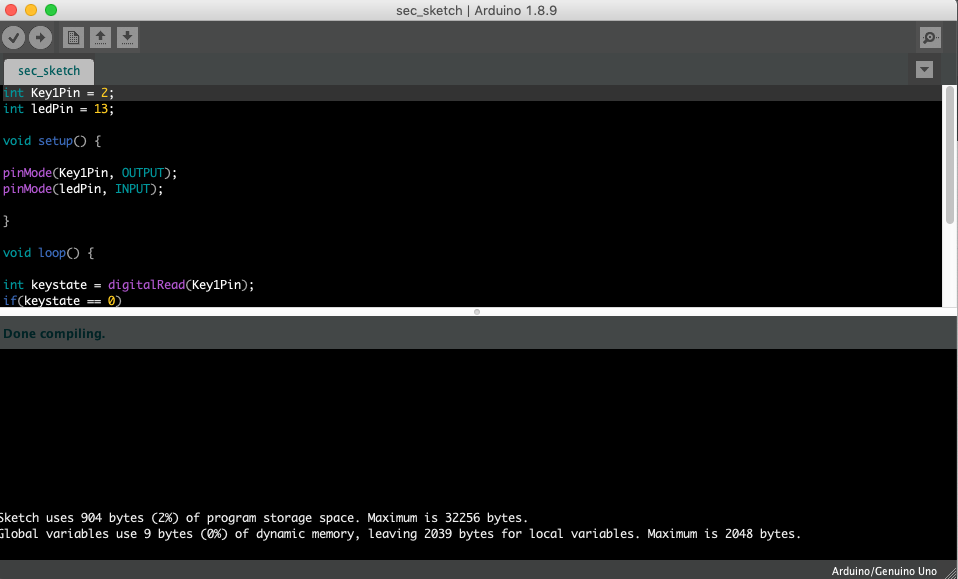 sec_sketch | Arduino 1.8.9
sec_sketch
int Key1Pin = 2;
int ledPin = 13;
void setup() {
pinMode(Key1Pin, OUTPUT);
pinMode(ledPin, INPUT);
}
void loop() {
int keystate = digitalRead(Key1Pin);
if(keystate == 0)
Done compiling.
Sketch uses 904 bytes (2%) of program storage space. Maximum is 32256 bytes.
Global variables use 9 bytes (0%) of dynamic memory, leaving 2039 bytes for local variables. Maximum is 2048 bytes.
Arduino/Genuino Uno